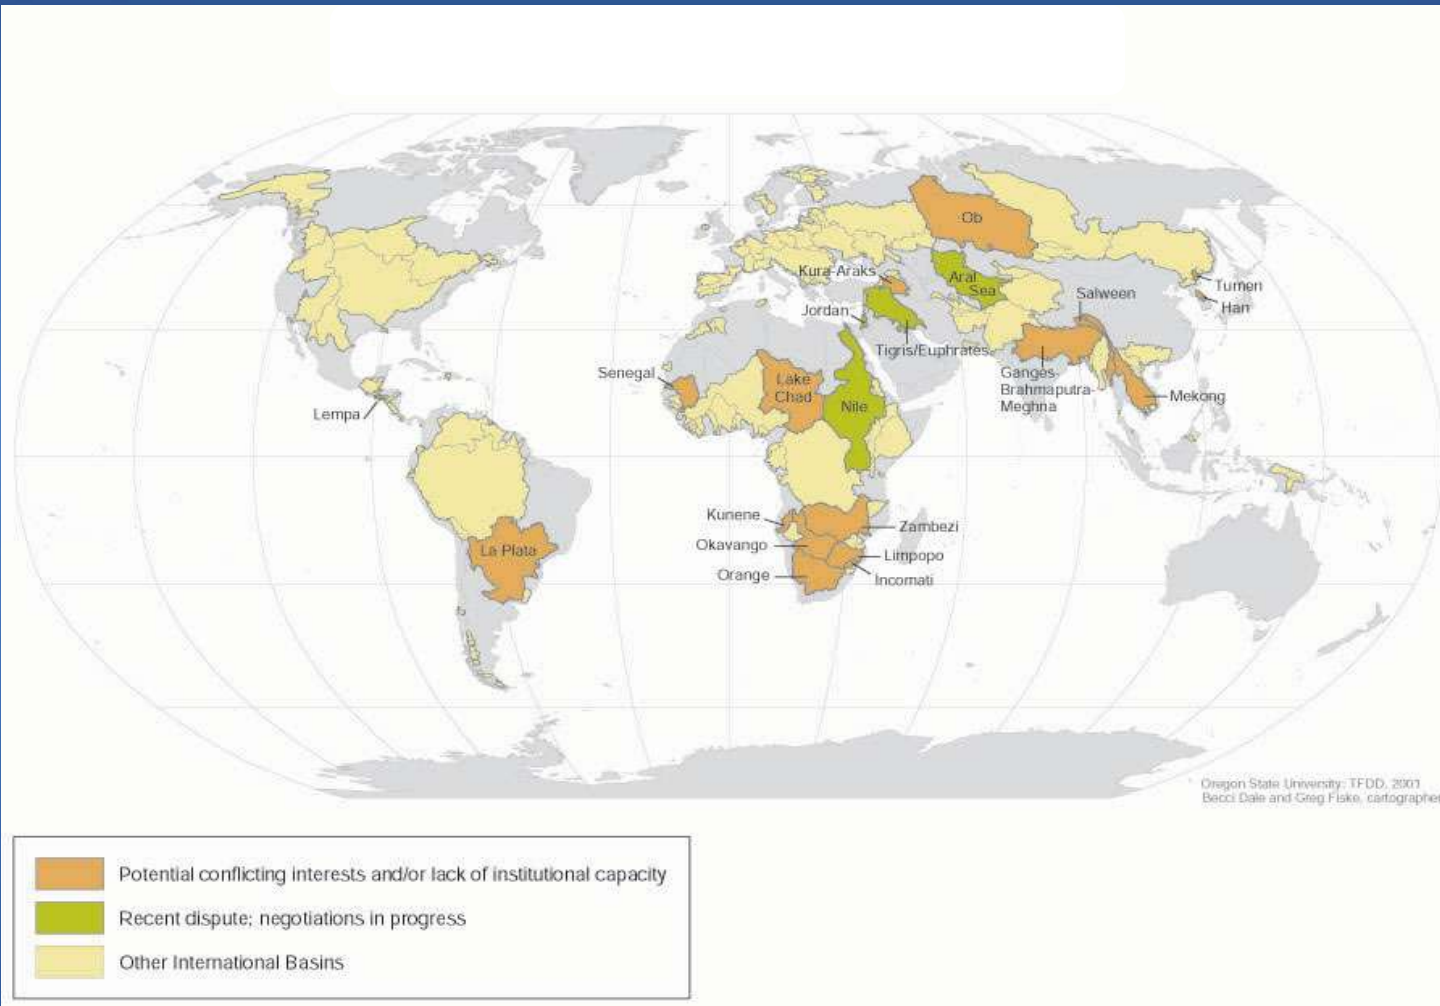 Ob
Kura-Araks
Aral
Sea
Tumen
Salween
Han
Jordan
Tigris/Euphrates
Senegal
Lake
Chad
Ganges-
Brahmaputra-
Meghna
Nile
Mekong
Lempa
Kunene
Zambezi
Okavango
La Plata
Limpopo
Orange
Incomati
Oregon State University: TFDD, 2001
Becci Dale and Greg Fiske, cartographer
Potential conflicting interests and/or lack of institutional capacity
Recent dispute; negotiations in progress
Other International Basins